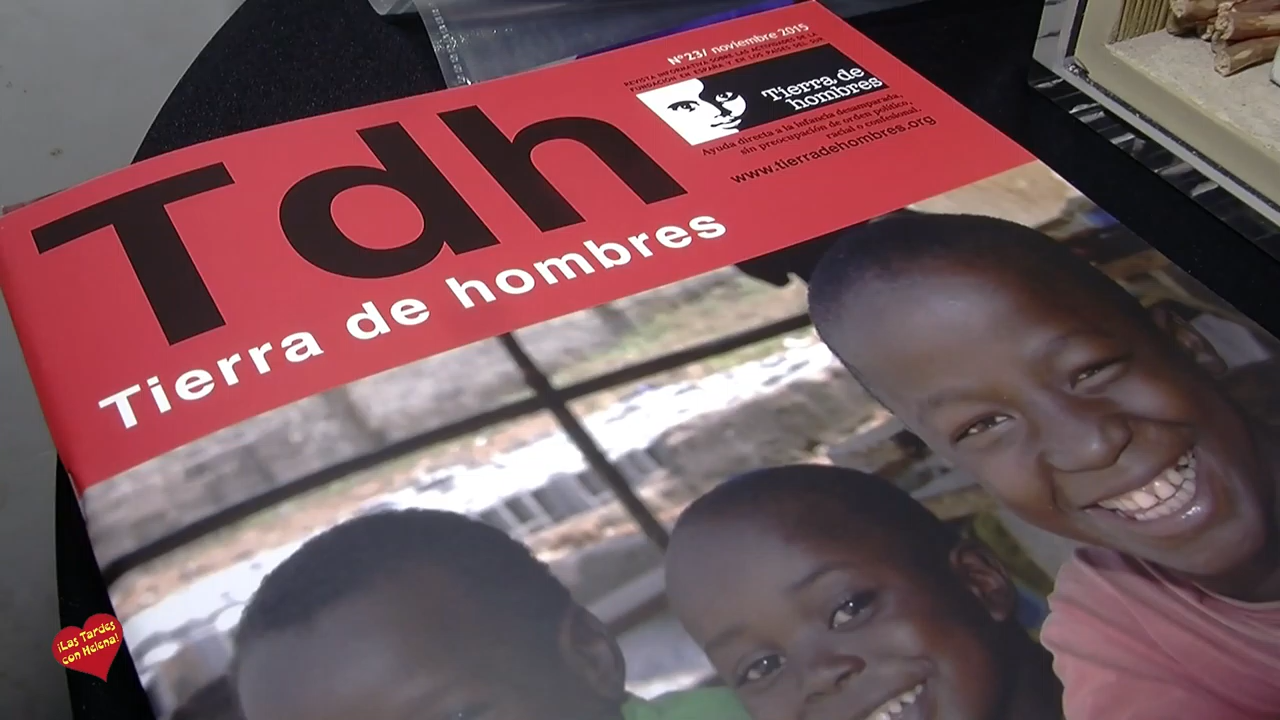 Nº23/ noviembre 2015
REVISTA INFORMATIVA SOBRE LAS ACTIVIDADES DE LA
FUNDACIÓN EN ESPAÑA Y EN LOS PAÍSES DEL SUR
Tierra de
hombres
Ayuda directa a la infancia desamparada,
sin preocupación de orden político,
racial o confesional.
www.tierradehombres.org
Tdh
Tierra de hombres
¡Las Tardes
con Helena!